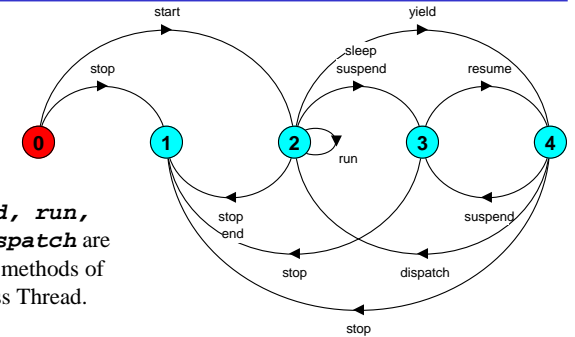 start
yield
sleep
stop
suspend
resume
0
1
2
3
4
run
stop
end
suspend
d, run,
spatch are
methods of
ss Thread.
stop
dispatch
stop